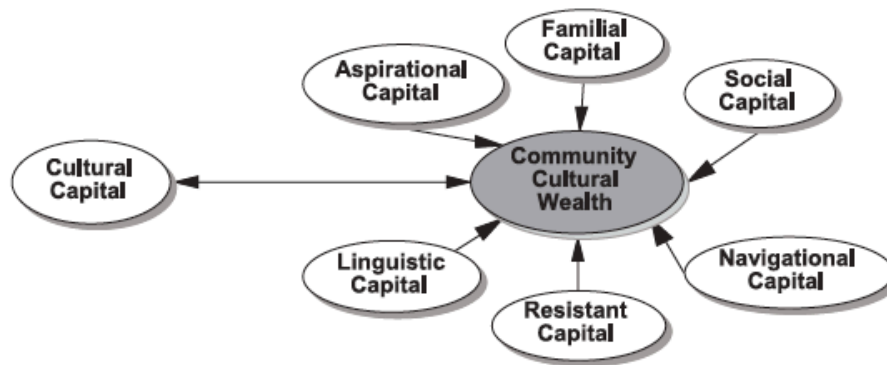 Familial
Capital
Aspirational
Capital
Social
Capital
Community
Cultural
Wealth
Cultural
Capital
Linguistic
Capital
Navigational
Capital
Resistant
Capital